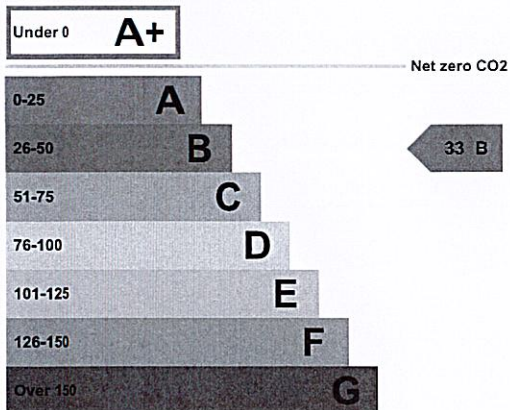 Under 0 A+
Net zero CO2
0-25 A
26-50 B
33 B
51-75 C
76-100 D
101-125 E
126-150 F
Over 150 G